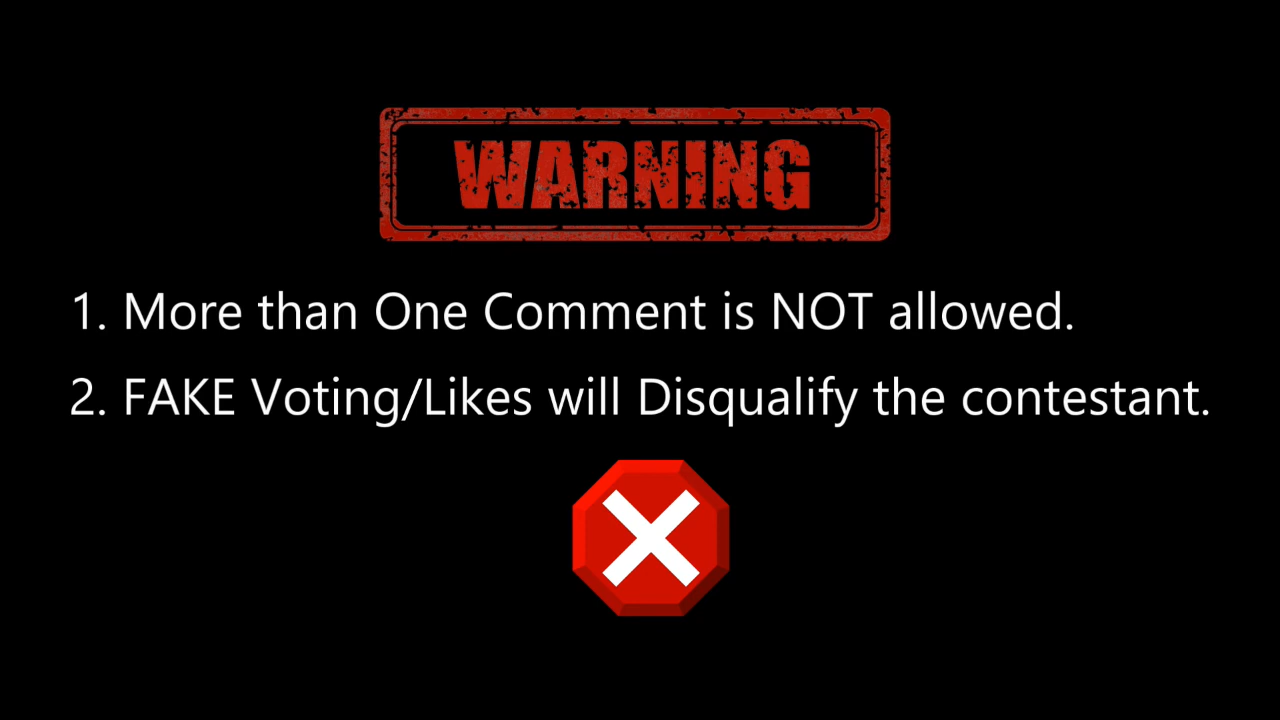 WARNING
1. More than One Comment is NOT allowed.
2. FAKE Voting/Likes will Disqualify the contestant.